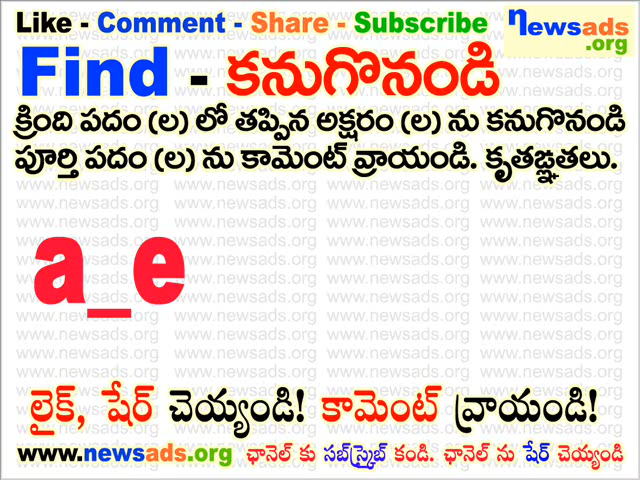 Like - Comment - Share - Subscribe
newsads
.org
Find - కనుగొనండి
క్రింది పదం (ల) లో తప్పిన అక్షరం (ల) ను కనుగొనండి
పూర్తి పదం (ల) ను కామెంట్ వ్రాయండి. కృతజ్ఞతలు.
a_e
లైక్, షేర్ చెయ్యండి! కామెంట్ వ్రాయండి!
www.newsads.org ఛానెల్ కు సబ్‌స్క్రైబ్ కండి. ఛానెల్ ను షేర్ చెయ్యండి